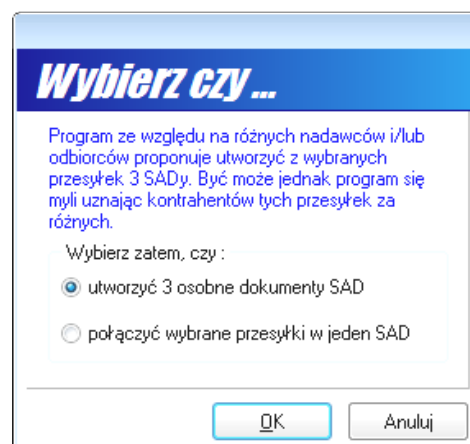 Wybierz czy ...
Program ze względu na różnych nadawców i/lub
odbiorców proponuje utworzyć z wybranych
przesyłek 3 SADy. Być może jednak program się
myli uznając kontrahentów tych przesyłek za
różnych.
Wybierz zatem, czy :
utworzyć 3 osobne dokumenty SAD
połączyć wybrane przesyłki w jeden SAD
OK
Anuluj